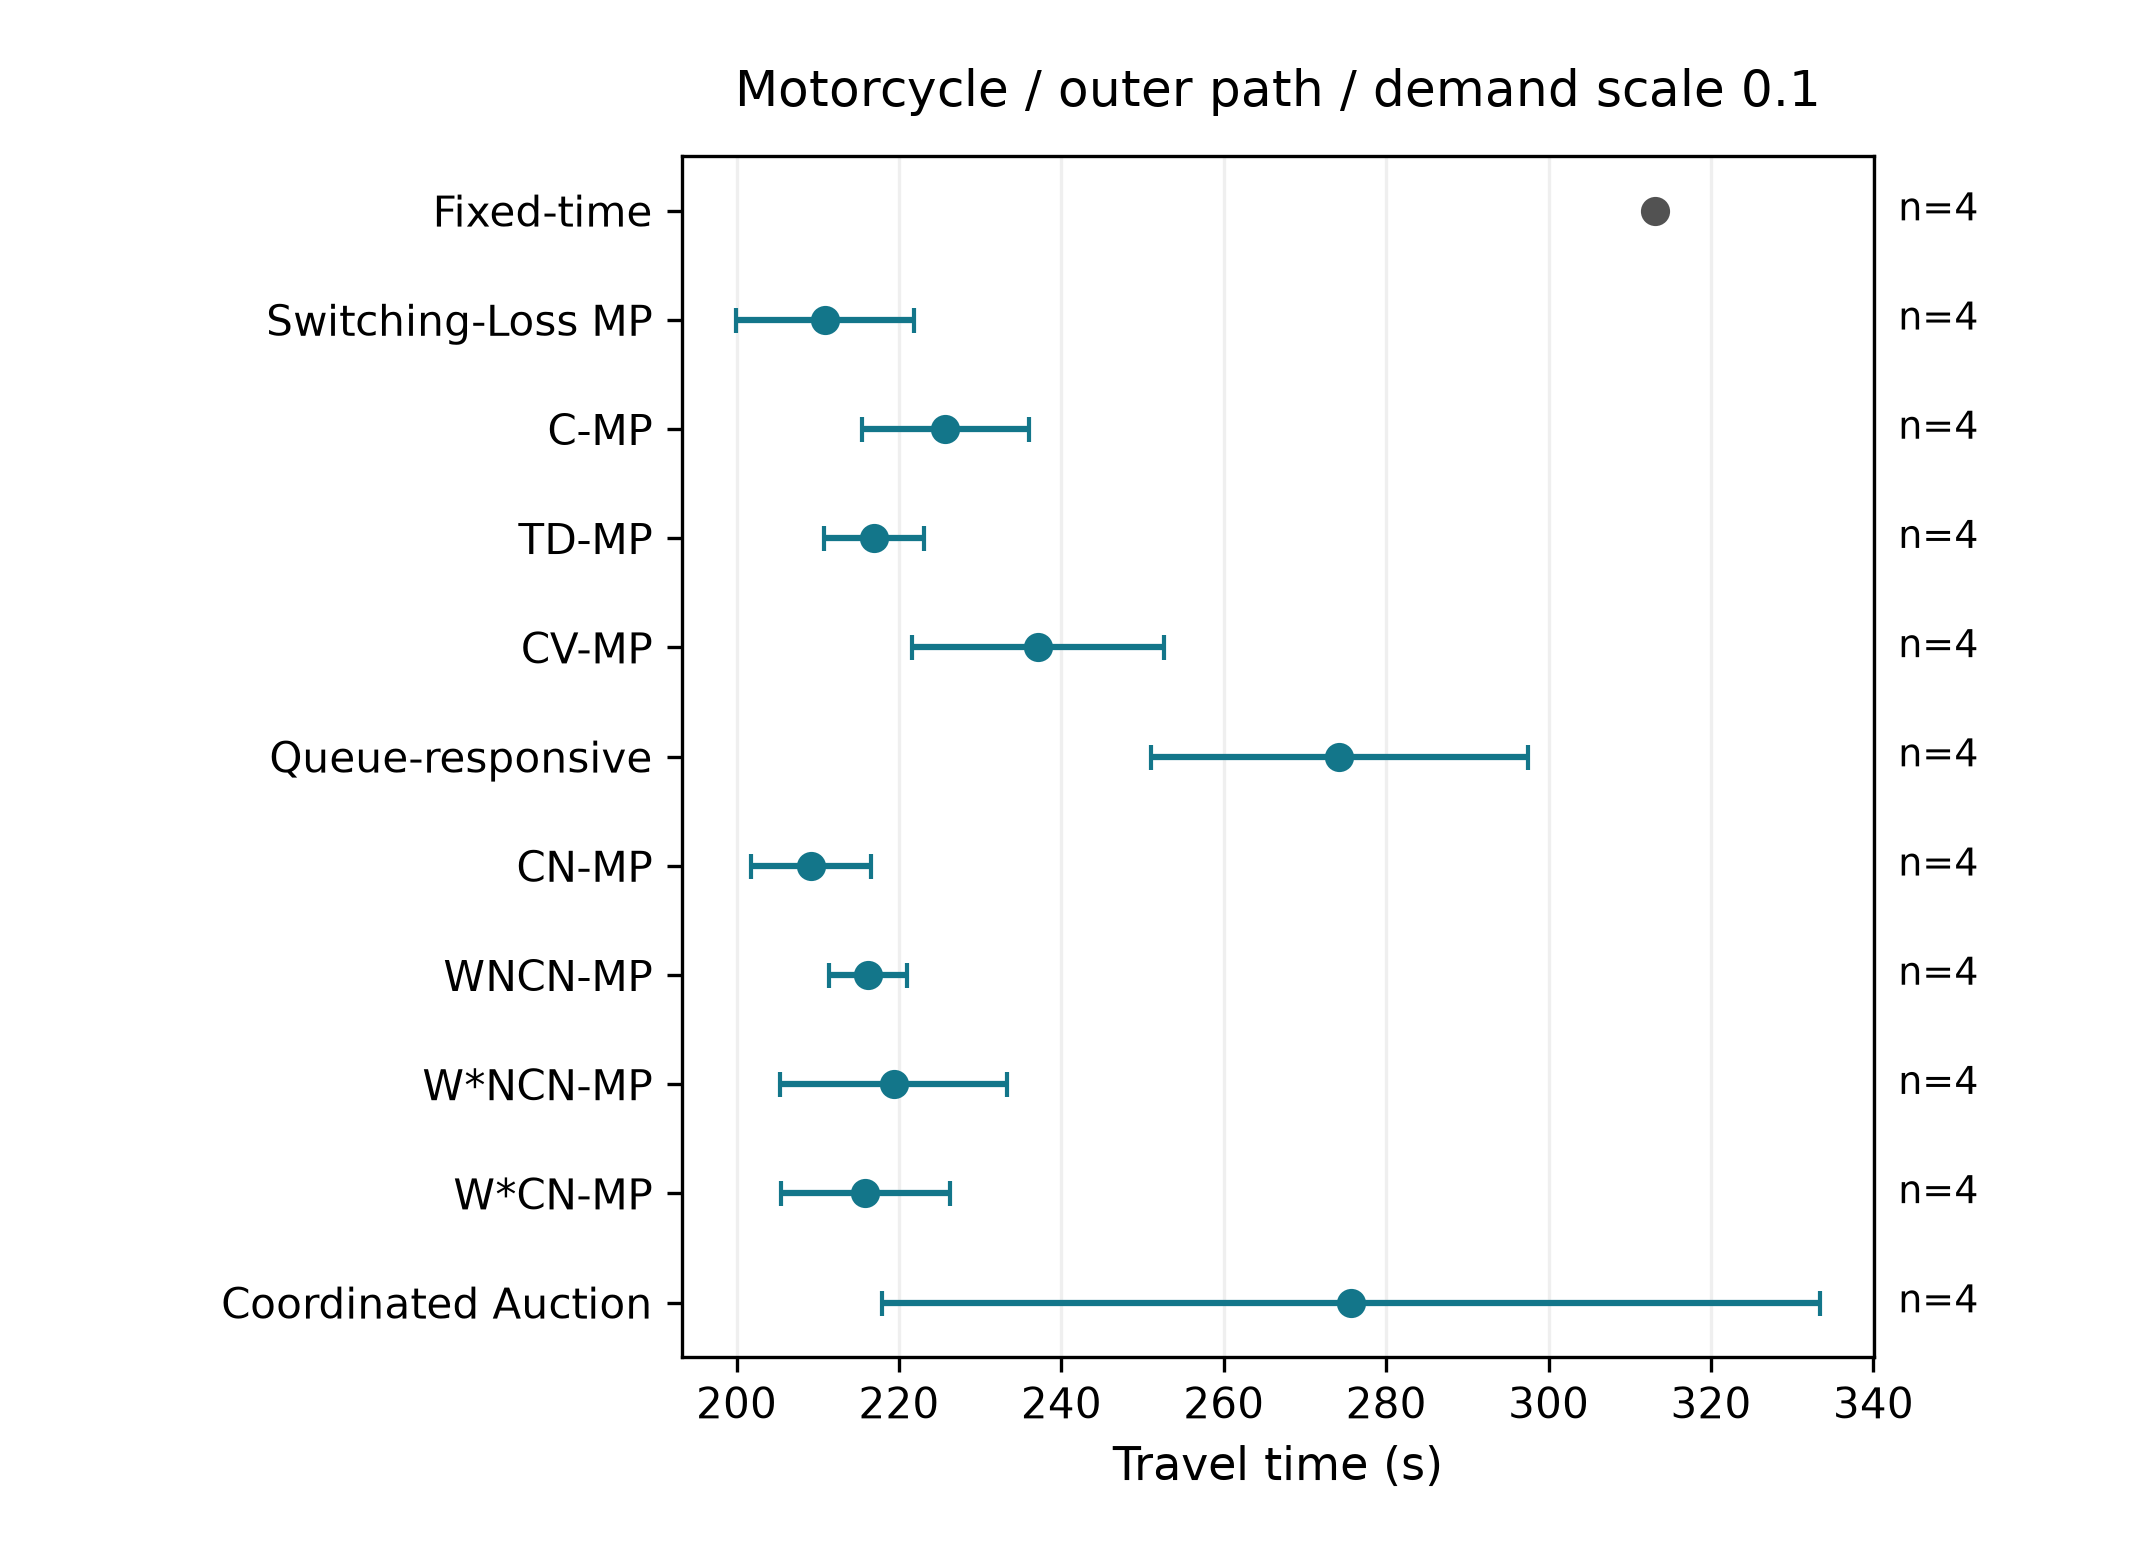 Motorcycle / outer path / demand scale 0.1
Fixed-time n=4
Switching-Loss MP n=4
C-MP n=4
TD-MP n=4
CV-MP n=4
Queue-responsive n=4
CN-MP n=4
WNCN-MP n=4
W*NCN-MP n=4
W*CN-MP n=4
Coordinated Auction n=4
200 220 240 260 280 300 320 340
Travel time (s)